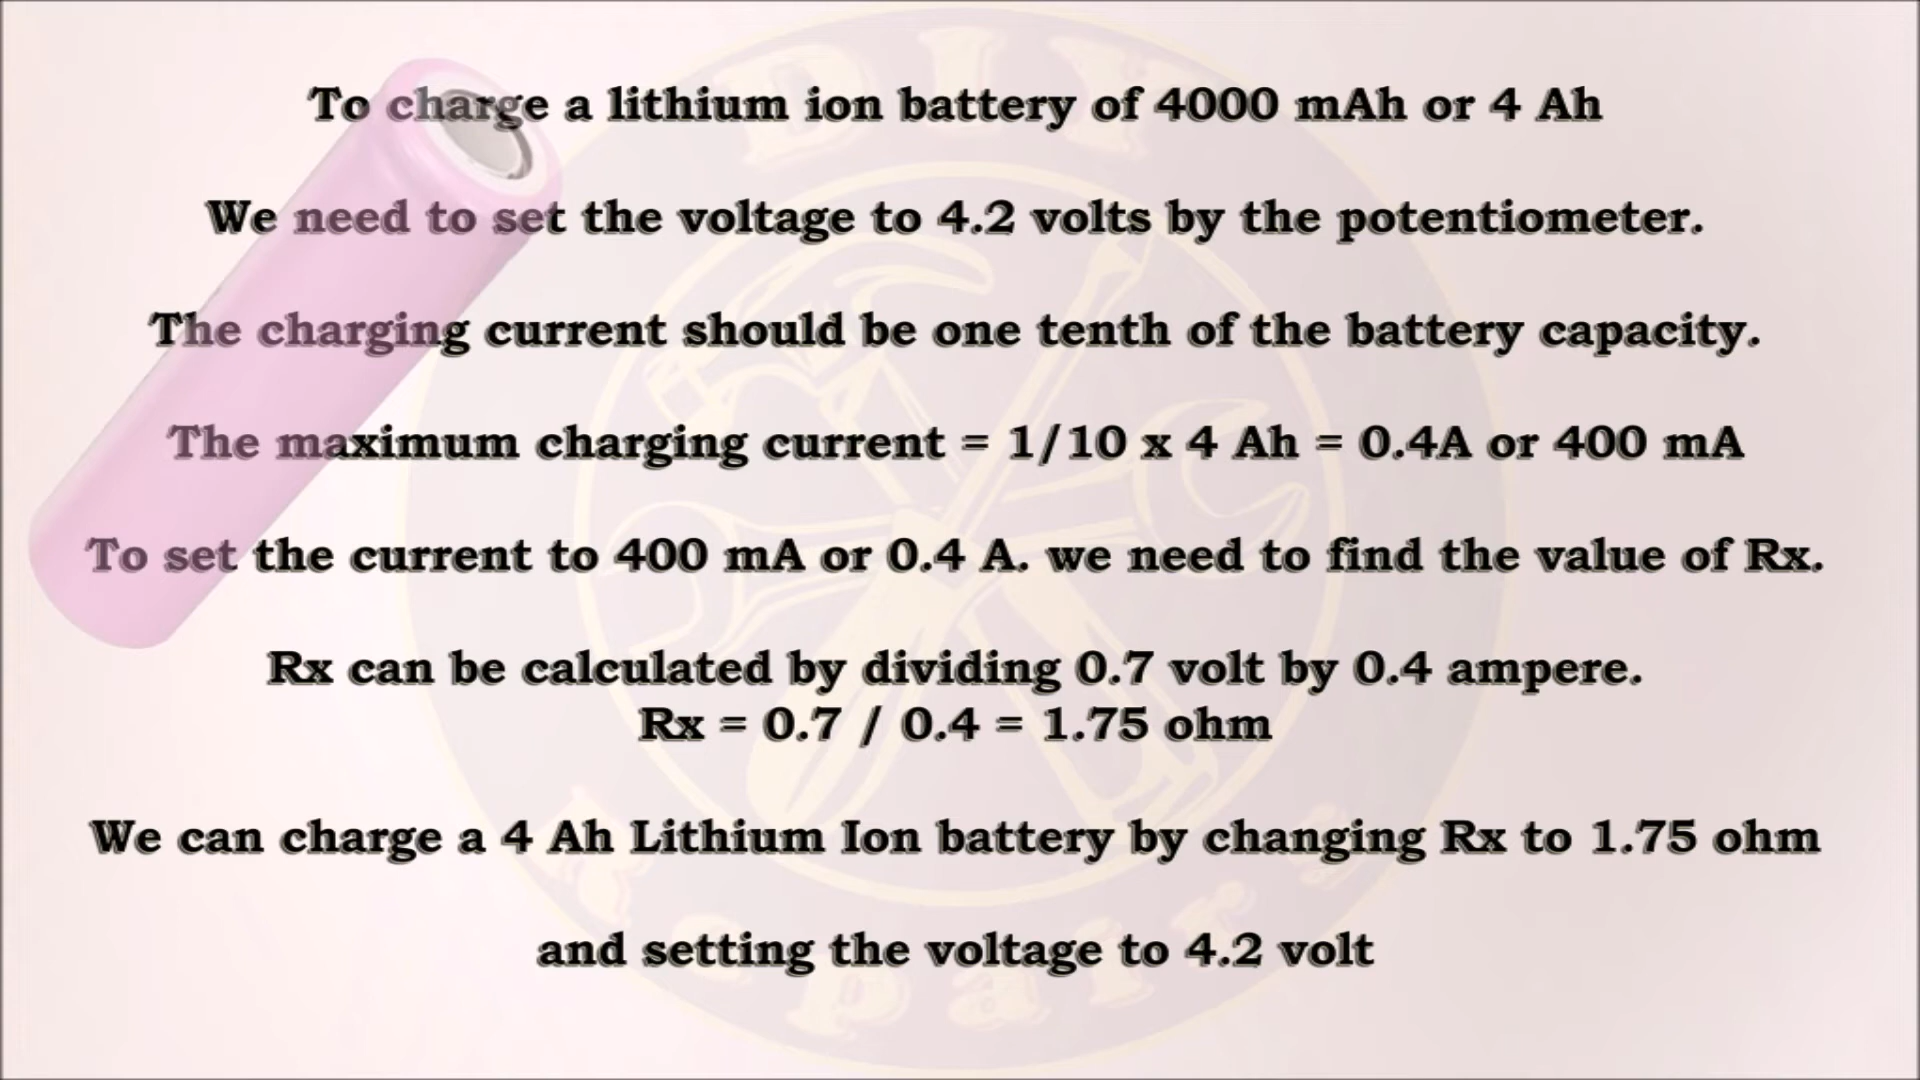 To charge a lithium ion battery of 4000 mAh or 4 Ah
We need to set the voltage to 4.2 volts by the potentiometer.
The charging current should be one tenth of the battery capacity.
The maximum charging current = 1/10 x 4 Ah = 0.4A or 400 mA
To set the current to 400 mA or 0.4 A. we need to find the value of Rx.
Rx can be calculated by dividing 0.7 volt by 0.4 ampere.
Rx = 0.7 / 0.4 = 1.75 ohm
We can charge a 4 Ah Lithium Ion battery by changing Rx to 1.75 ohm
and setting the voltage to 4.2 volt
DIY